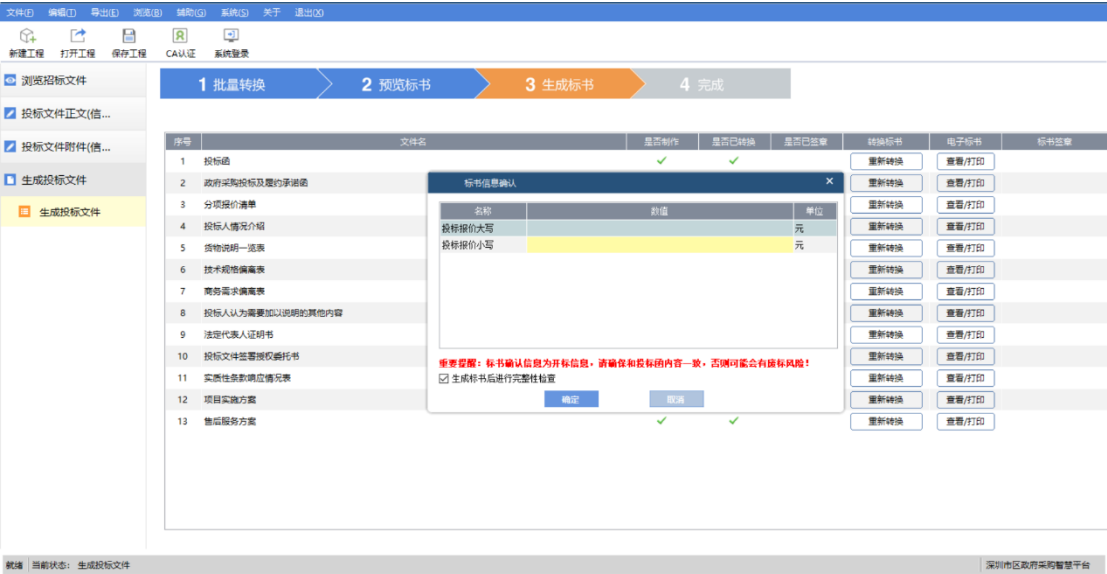 文件(F) 编辑(T) 导出(E) 浏览(B) 辅助(G) 系统(S) 关于 退出(X)
新建工程 打开工程 保存工程 CA认证 系统登录
浏览招标文件
投标文件正文(信...
投标文件附件(信...
生成投标文件
生成投标文件
1 批量转换 2 预览标书 3 生成标书 4 完成
序号 文件名 是否制作 是否已转换 是否已签章 转换标书 电子标书 标书签章
1 投标函 重新转换 查看/打印
2 政府采购投标及履约承诺函 重新转换 查看/打印
3 分项报价清单 重新转换 查看/打印
4 投标人情况介绍 重新转换 查看/打印
5 货物说明一览表 重新转换 查看/打印
6 技术规格偏离表 重新转换 查看/打印
7 商务需求偏离表 重新转换 查看/打印
8 投标人认为需要加以说明的其他内容 重新转换 查看/打印
9 法定代表人证明书 重新转换 查看/打印
10 投标文件签署授权委托书 重新转换 查看/打印
11 实质性条款响应情况表 重新转换 查看/打印
12 项目实施方案 重新转换 查看/打印
13 售后服务方案 重新转换 查看/打印
标书信息确认 ×
名称 数值 单位
投标报价大写 元
投标报价小写 元
重要提醒：标书确认信息为开标信息，请确保和投标函内容一致，否则可能会有废标风险！
生成标书后进行完整性检查
确定 取消
就绪 当前状态： 生成投标文件 深圳市区政府采购智慧平台